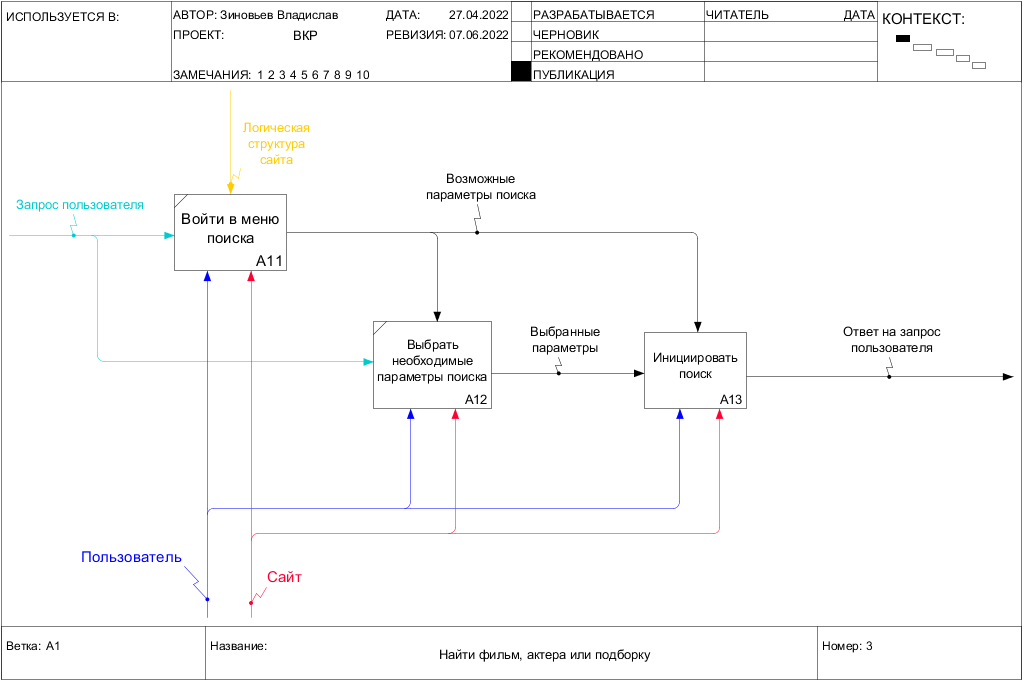 ИСПОЛЬЗУЕТСЯ В:
АВТОР: Зиновьев Владислав
ДАТА: 27.04.2022
ПРОЕКТ: ВКР
РЕВИЗИЯ: 07.06.2022
ЗАМЕЧАНИЯ: 1 2 3 4 5 6 7 8 9 10
РАЗРАБАТЫВАЕТСЯ
ЧЕРНОВИК
РЕКОМЕНДОВАНО
ПУБЛИКАЦИЯ
ЧИТАТЕЛЬ ДАТА
КОНТЕКСТ:
Логическая
структура
сайта
Запрос пользователя
Войти в меню
поиска
A11
Возможные
параметры поиска
Выбрать
необходимые
параметры поиска
A12
Выбранные
параметры
Инициировать
поиск
A13
Ответ на запрос
пользователя
Пользователь
Сайт
Ветка: A1
Название:
Найти фильм, актера или подборку
Номер: 3